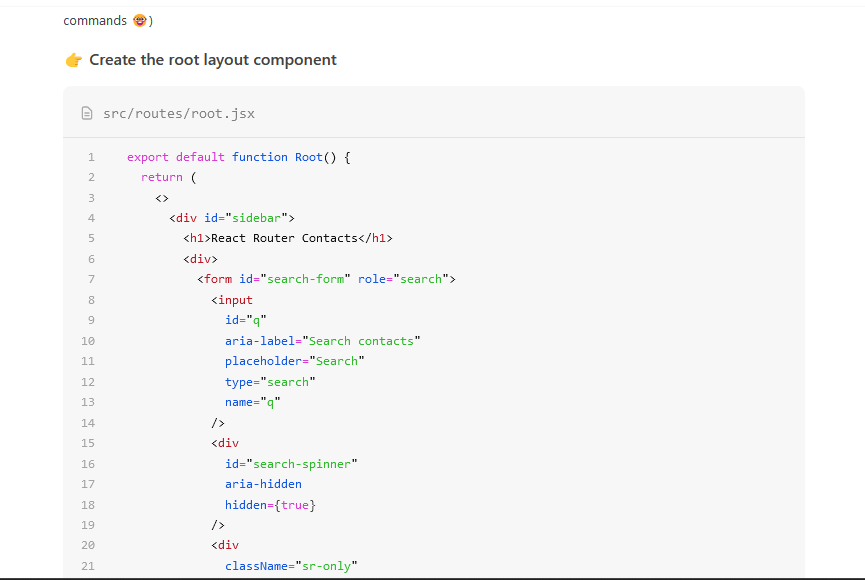 commands 🤓)
👉 Create the root layout component
src/routes/root.jsx
1 export default function Root() {
2 return (
3 <>
4 <div id="sidebar">
5 <h1>React Router Contacts</h1>
6 <div>
7 <form id="search-form" role="search">
8 <input
9 id="q"
10 aria-label="Search contacts"
11 placeholder="Search"
12 type="search"
13 name="q"
14 />
15 <div
16 id="search-spinner"
17 aria-hidden
18 hidden={true}
19 />
20 <div
21 className="sr-only"